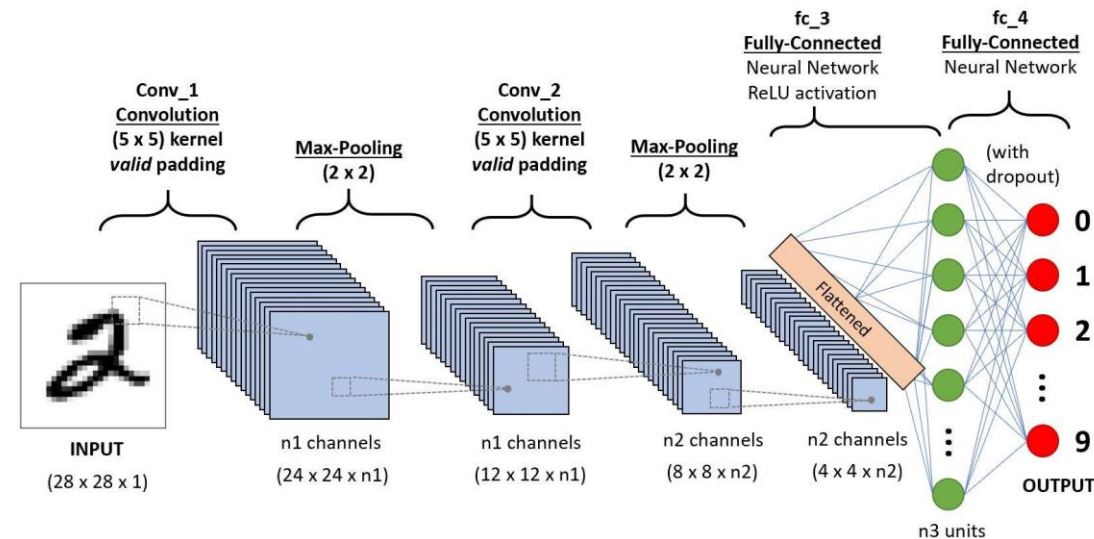 Conv_1
Convolution
(5 x 5) kernel
valid padding
Max-Pooling
(2 x 2)
Conv_2
Convolution
(5 x 5) kernel
valid padding
Max-Pooling
(2 x 2)
fc_3
Fully-Connected
Neural Network
ReLU activation
fc_4
Fully-Connected
Neural Network
(with
dropout)
2
INPUT
(28 x 28 x 1)
n1 channels
(24 x 24 x n1)
n1 channels
(12 x 12 x n1)
n2 channels
(8 x 8 x n2)
n2 channels
(4 x 4 x n2)
Flattened
n3 units
0
1
2
9
OUTPUT